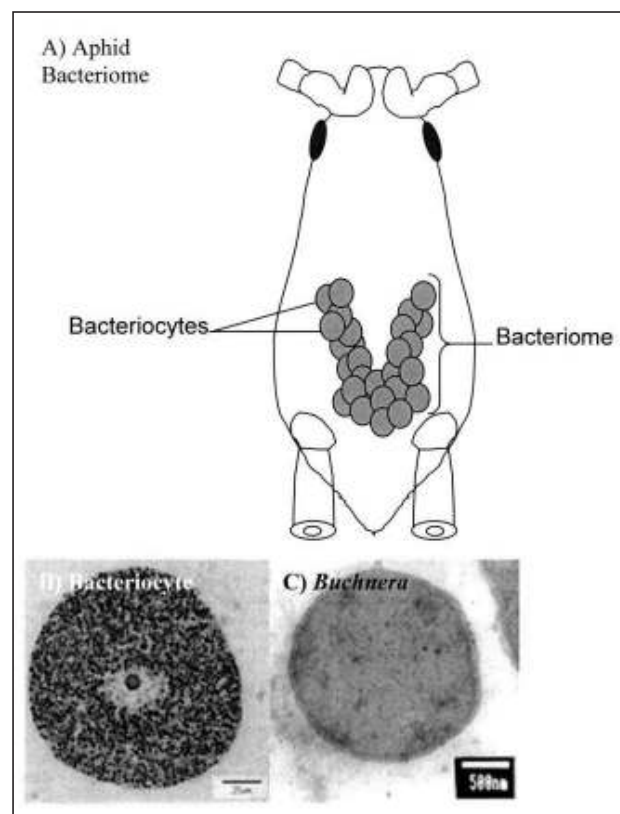 A) Aphid
Bacteriome
Bacteriocytes
Bacteriome
B) Bacteriocyte
C) Buchnera
500nm